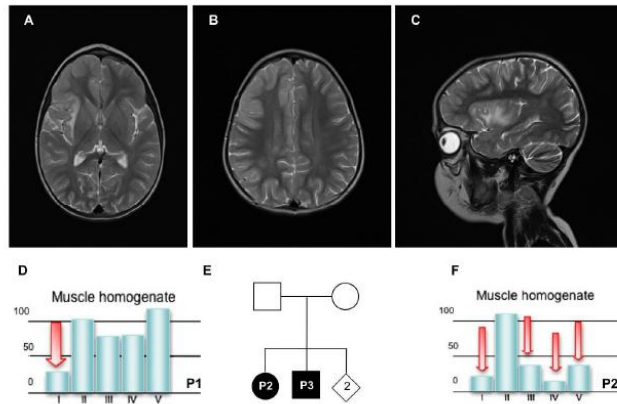 A
B
C
D
Muscle homogenate
100
50
0
I II III IV V
P1
E
P2 P3 2
F
Muscle homogenate
100
50
0
I II III IV V
P2